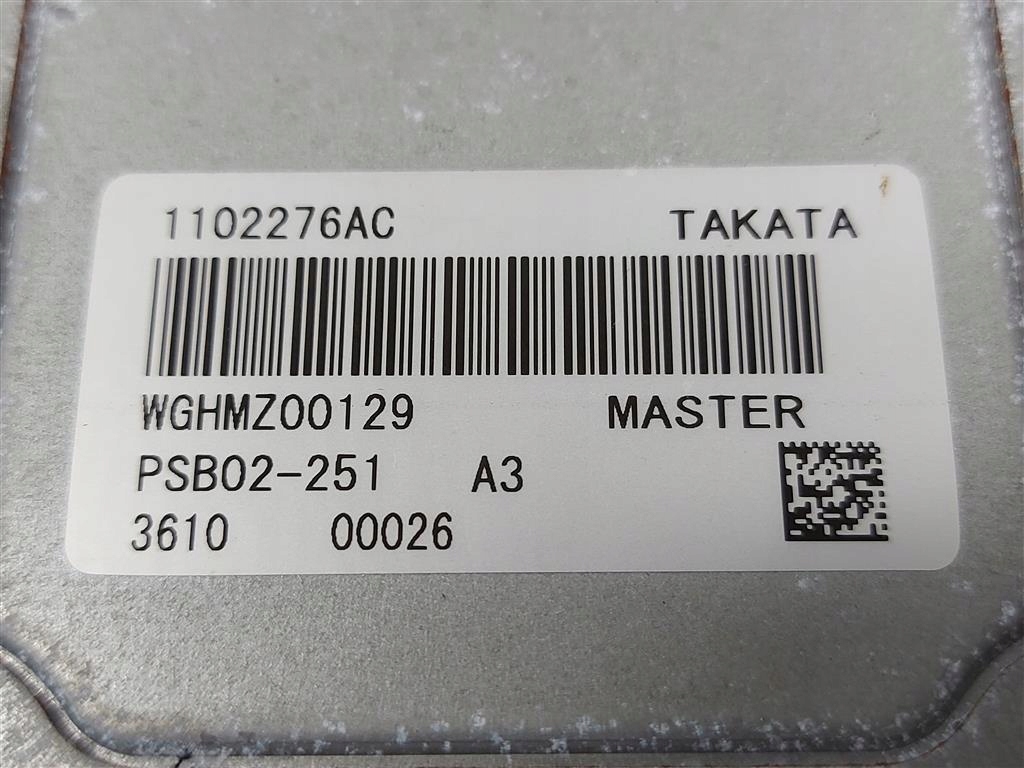 1102276AC TAKATA
WGHMZ00129 MASTER
PSB02-251 A3
3610 00026